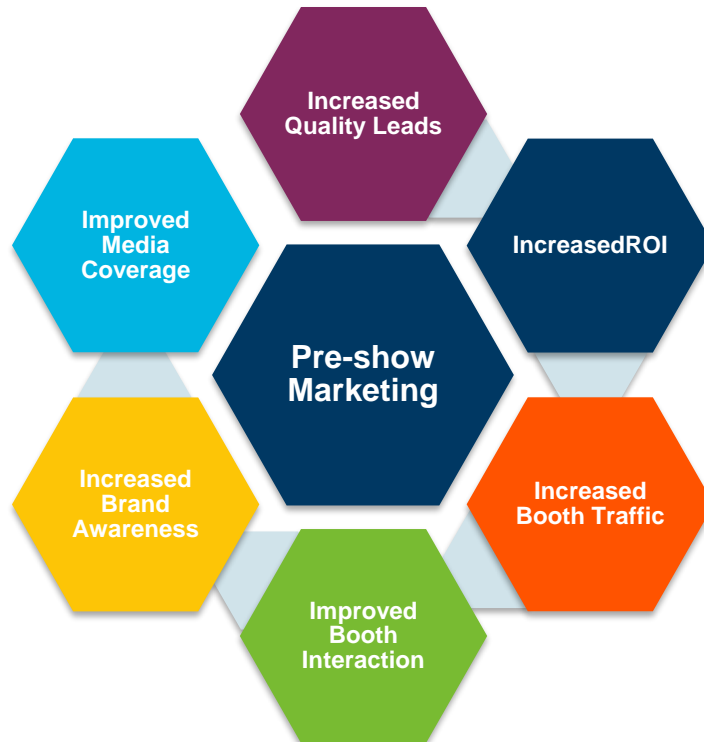 Increased
Quality Leads
Improved
Media
Coverage
IncreasedROI
Pre-show
Marketing
Increased
Brand
Awareness
Increased
Booth Traffic
Improved
Booth
Interaction